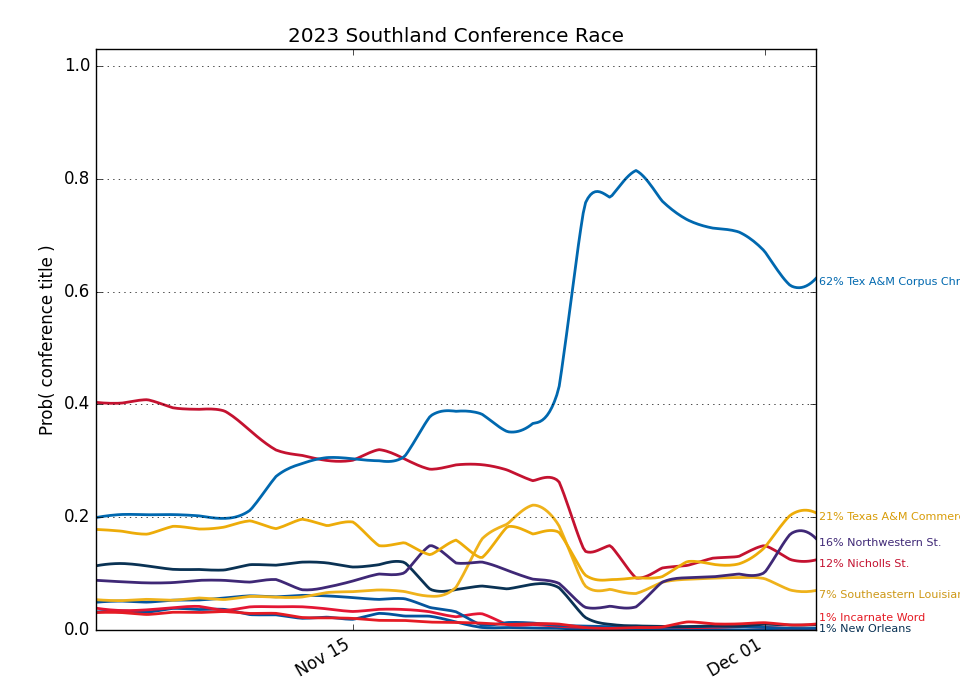 2023 Southland Conference Race
1.0
0.8
0.6
0.4
0.2
0.0
Prob( conference title )
Nov 15
Dec 01
62% Tex A&M Corpus Chr
21% Texas A&M Commerc
16% Northwestern St.
12% Nicholls St.
7% Southeastern Louisian
1% Incarnate Word
1% New Orleans